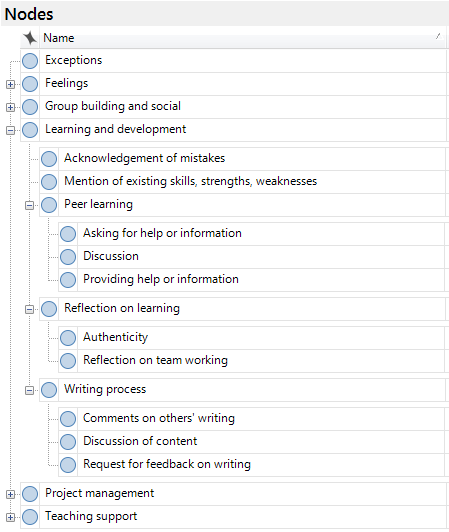 Nodes
Name
Exceptions
Feelings
Group building and social
Learning and development
Acknowledgement of mistakes
Mention of existing skills, strengths, weaknesses
Peer learning
Asking for help or information
Discussion
Providing help or information
Reflection on learning
Authenticity
Reflection on team working
Writing process
Comments on others' writing
Discussion of content
Request for feedback on writing
Project management
Teaching support